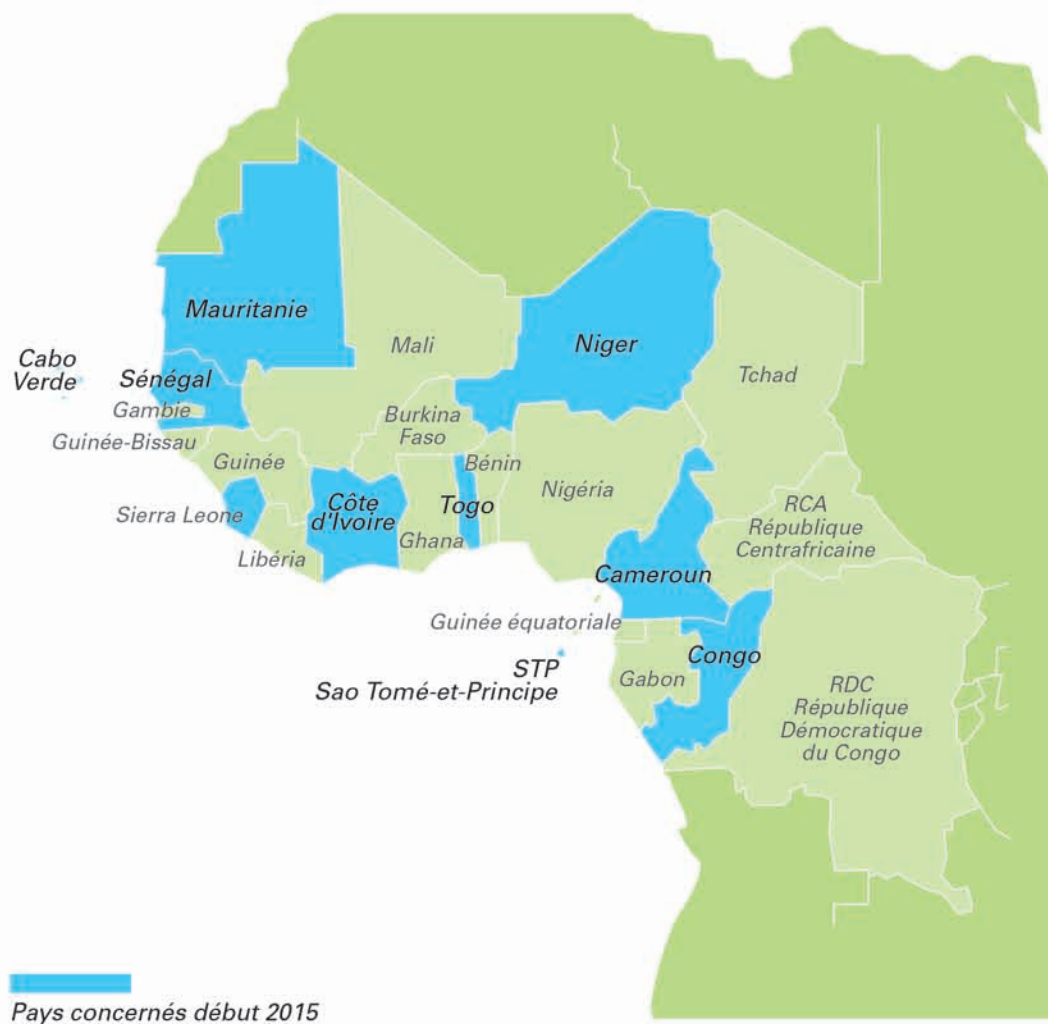 Mauritanie
Niger
Mali
Cabo
Verde
Sénégal
Tchad
Gambie
Burkina
Faso
Guinée-Bissau
Guinée
Bénin
Nigéria
Côte
d'Ivoire
Togo
Sierra Leone
RCA
République
Centrafricaine
Ghana
Libéria
Cameroun
Guinée équatoriale
Congo
STP
Sao Tomé-et-Principe
Gabon
RDC
République
Démocratique
du Congo
Pays concernés début 2015